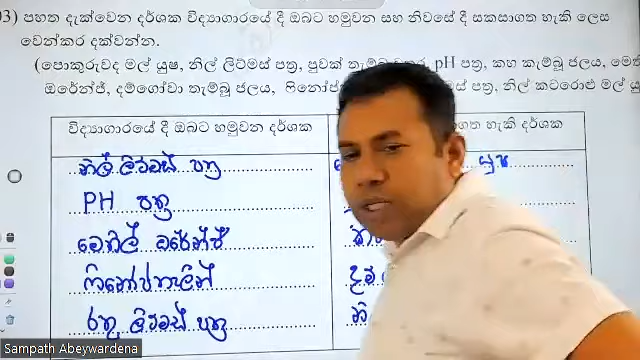 03) පහත දැක්වෙන දර්ශක විද්‍යාගාරයේ දී ඔබට හමුවන සහ නිවසේ දී සකසාගත හැකි ලෙස
වෙන්කර දක්වන්න.
(පොකුරුවද මල් යුෂ, නිල් ලිට්මස් පත්‍ර, පුවක් තැම්බූ pH පත්‍ර, කහ කැම්බූ ජලය,
ඔරේන්ජ්, දම්ගෝවා තැම්බූ ජලය, පත්‍ර, නිල් කටරොළු මල්
විද්‍යාගාරයේ දී ඔබට හමුවන දර්ශක හැකි දර්ශක
නිල් ලිට්මස් පත්‍ර යුෂ
PH පත්‍ර
මෙතිල් ඔරේන්ජ්
ෆිනෝප්තලීන්
රතු ලිට්මස් පත්‍ර
Sampath Abeywardena